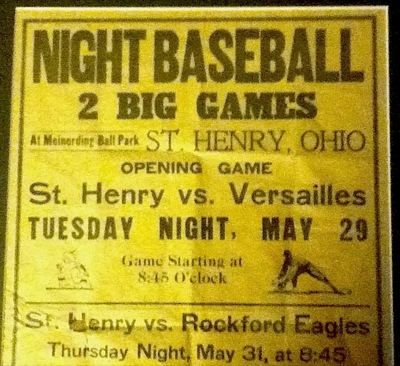 NIGHT BASEBALL
2 BIG GAMES
At Meinerding Ball Park ST. HENRY, OHIO
OPENING GAME
St. Henry vs. Versailles
TUESDAY NIGHT, MAY 29
Game Starting at
8:45 O'clock
St. Henry vs. Rockford Eagles
Thursday Night, May 31, at 8:45